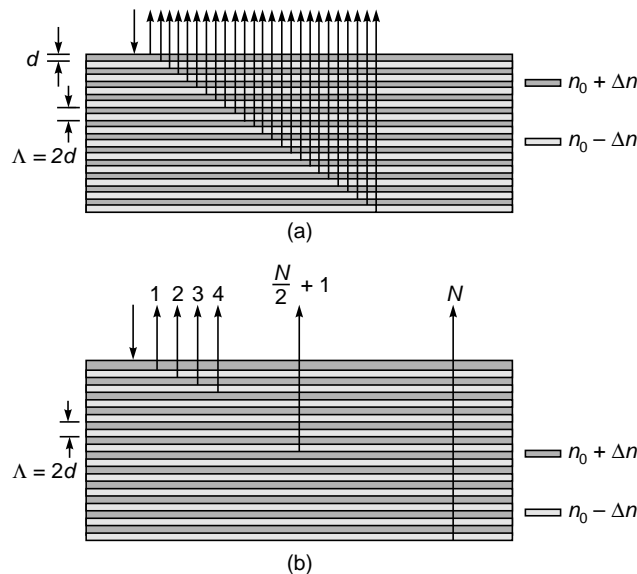 d
n₀ + Δn
Λ = 2d
n₀ − Δn
(a)
1 2 3 4 N/2 + 1 N
Λ = 2d
n₀ + Δn
n₀ − Δn
(b)